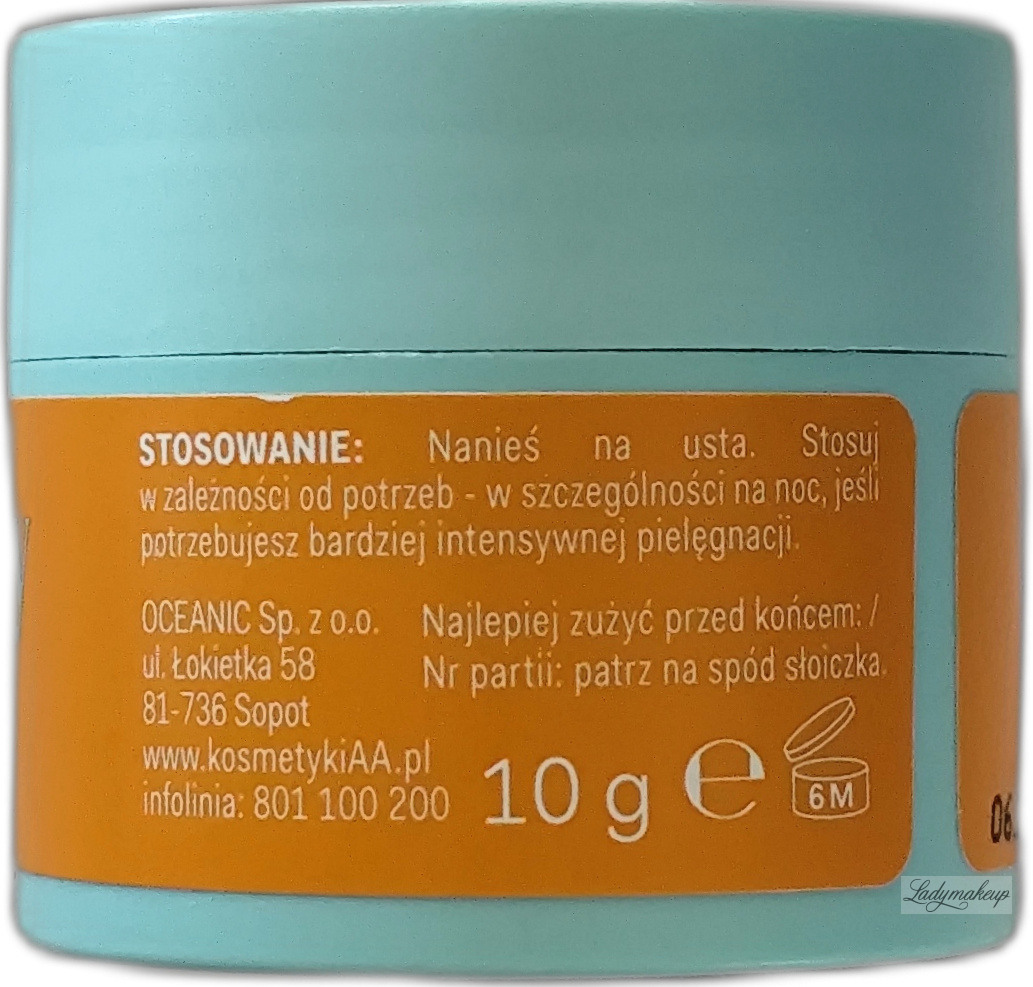 STOSOWANIE: Nanieś na usta. Stosuj
w zależności od potrzeb - w szczególności na noc, jeśli
potrzebujesz bardziej intensywnej pielęgnacji.
OCEANIC Sp. z o.o.
ul. Łokietka 58
81-736 Sopot
www.kosmetykiAA.pl
infolinia: 801 100 200
Najlepiej zużyć przed końcem: /
Nr partii: patrz na spód słoiczka.
10 g e
6M
06.
Ladymakeup